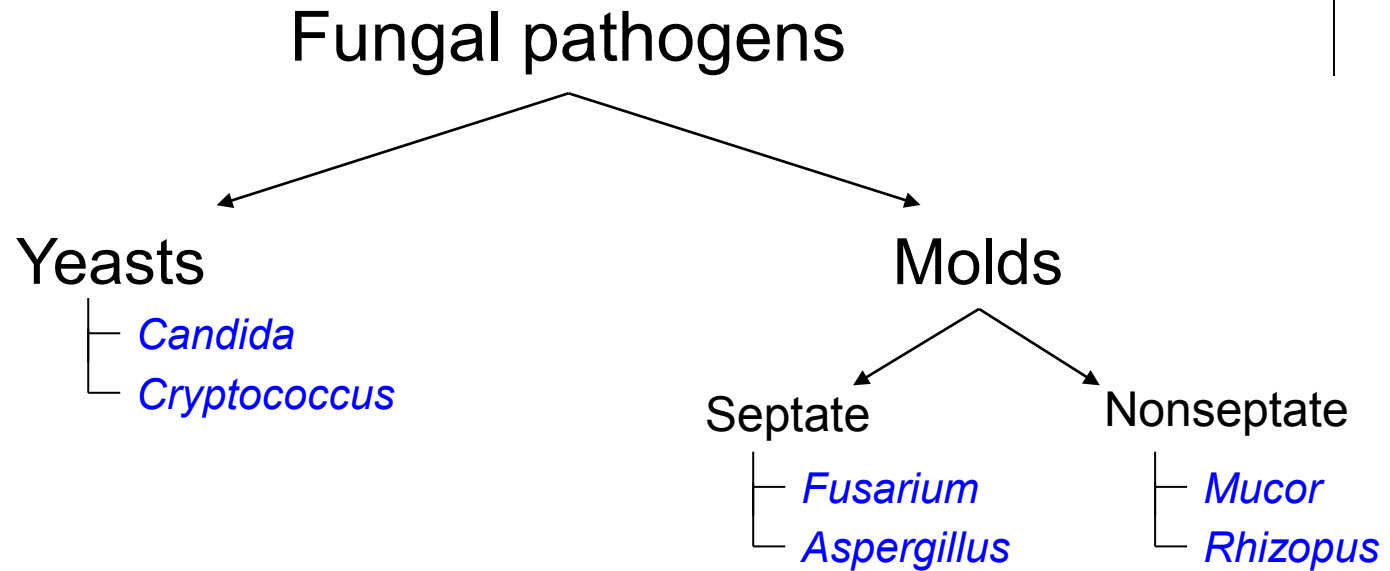 Fungal pathogens
Yeasts
Candida
Cryptococcus
Molds
Septate
Fusarium
Aspergillus
Nonseptate
Mucor
Rhizopus